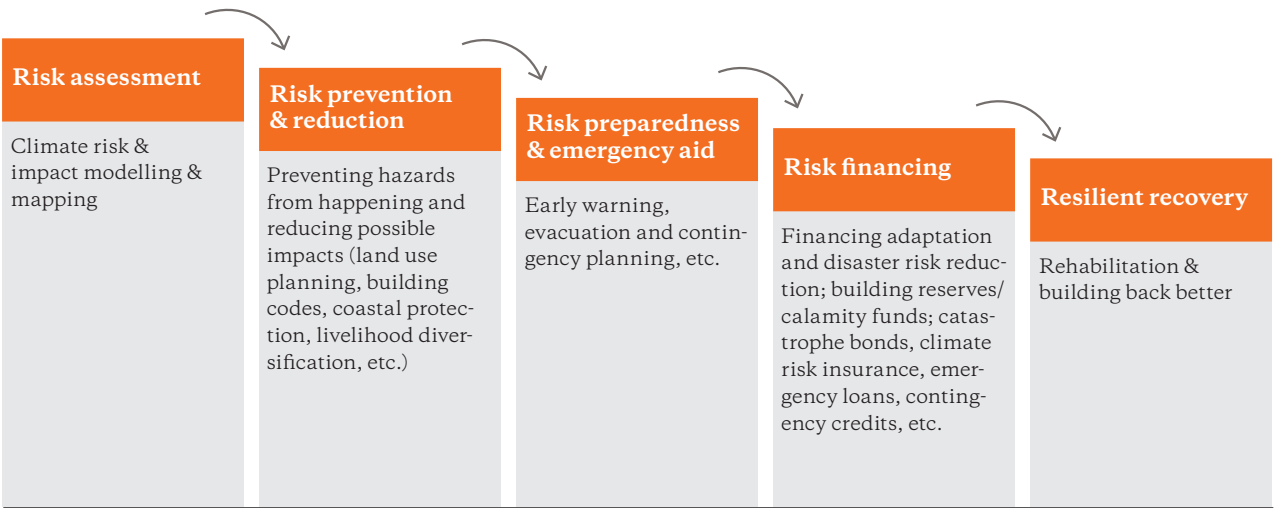 Risk assessment
Climate risk &
impact modelling &
mapping
Risk prevention
& reduction
Preventing hazards
from happening and
reducing possible
impacts (land use
planning, building
codes, coastal protec-
tion, livelihood diver-
sification, etc.)
Risk preparedness
& emergency aid
Early warning,
evacuation and contin-
gency planning, etc.
Risk financing
Financing adaptation
and disaster risk reduc-
tion; building reserves/
calamity funds; catas-
trophe bonds, climate
risk insurance, emer-
gency loans, conting-
ency credits, etc.
Resilient recovery
Rehabilitation &
building back better